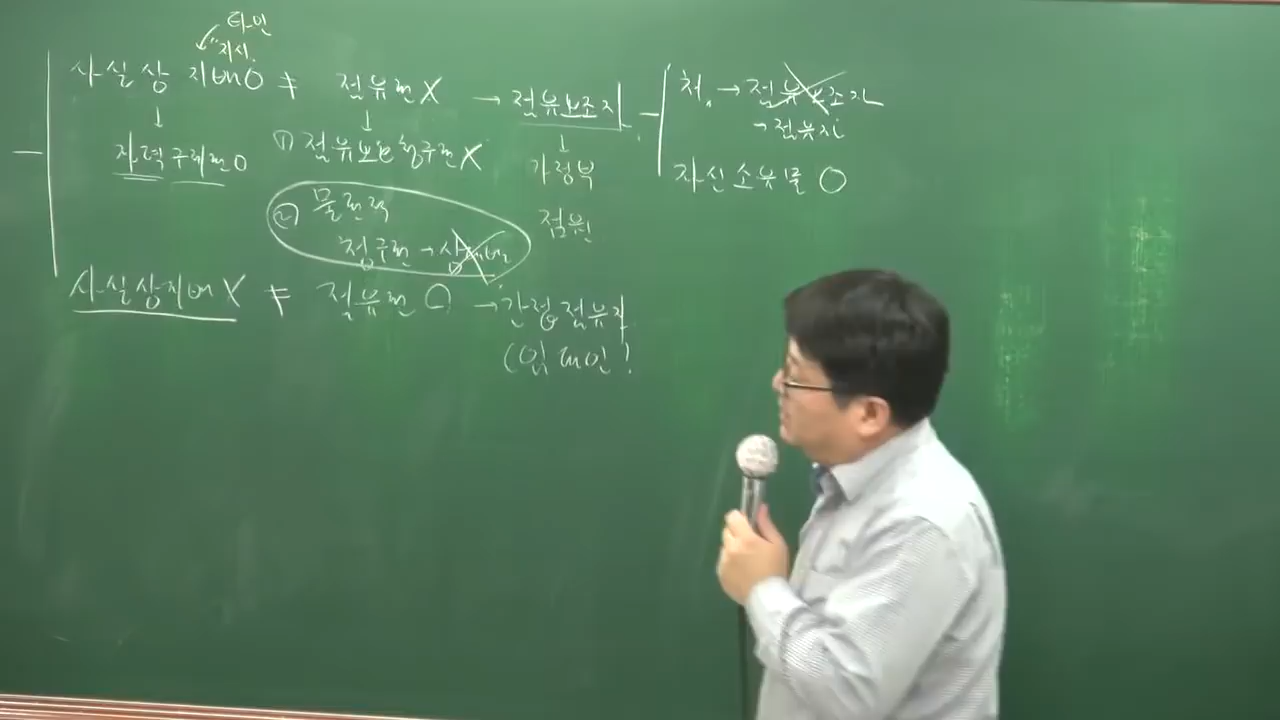 타인
지시
사실상 지배O ≠ 점유권X → 점유보조자
↓ ↓ ↓
자력구제권O ① 점유보호청구권X 가정부
② 물권적 점원
청구권 →
처. → 점유보조자
→ 점유자
자신소유물 O
사실상지배X ≠ 점유권 O → 간접점유자
(임대인)